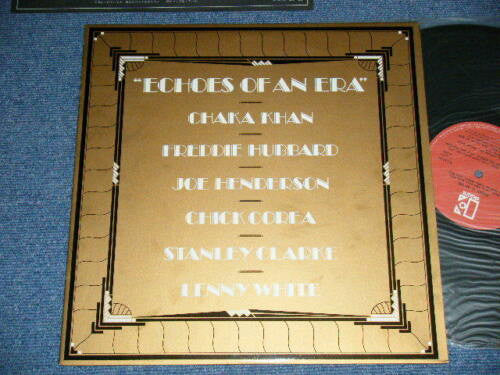 "ECHOES OF AN ERA"
CHAKA KHAN
FREDDIE HUBBARD
JOE HENDERSON
CHICK COREA
STANLEY CLARKE
LENNY WHITE